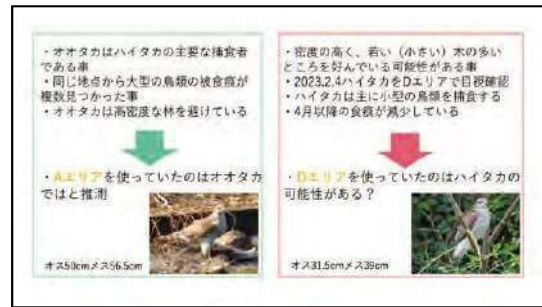 ・オオタカはハイタカの主要な捕食者
である事
・同じ地点から大型の鳥類の被食痕が
複数見つかった事
・オオタカは高密度な林を避けている
・Aエリアを使っていたのはオオタカ
ではと推測
オス50cmメス56.5cm
・密度の高く、若い（小さい）木の多い
ところを好んでいる可能性がある事
・2023.2.4ハイタカをDエリアで目視確認
・ハイタカは主に小型の鳥類を捕食する
・4月以降の食痕が減少している
・Dエリアを使っていたのはハイタカの
可能性がある？
オス31.5cmメス39cm